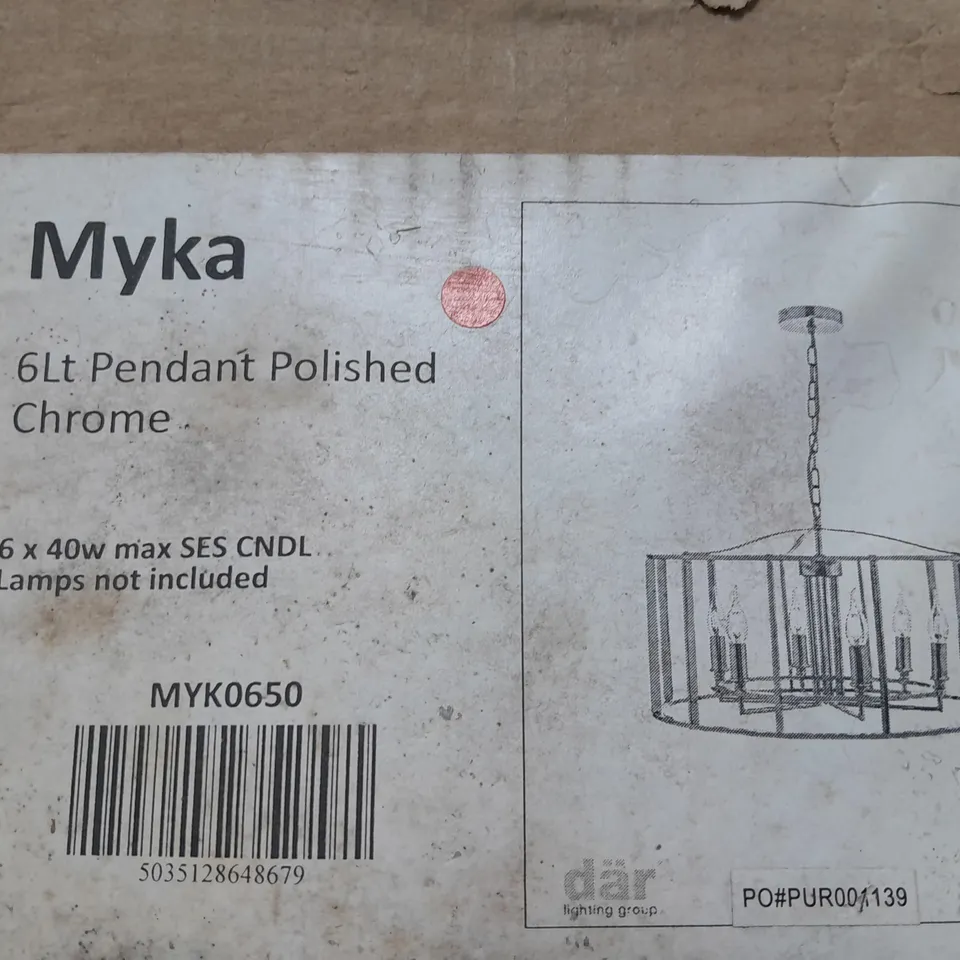 Myka
6Lt Pendant Polished
Chrome
6 x 40w max SES CNDL
Lamps not included
MYK0650
5035128648679
där
lighting group
PO#PUR001139